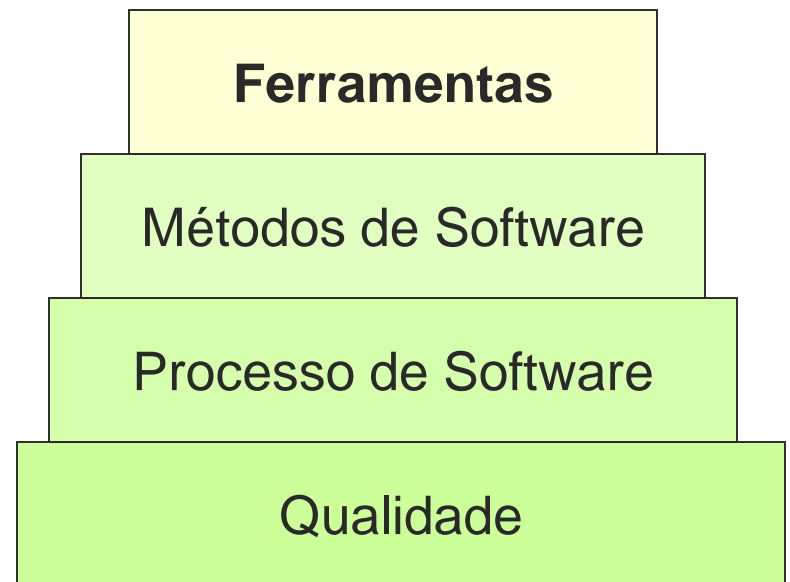 Ferramentas
Métodos de Software
Processo de Software
Qualidade